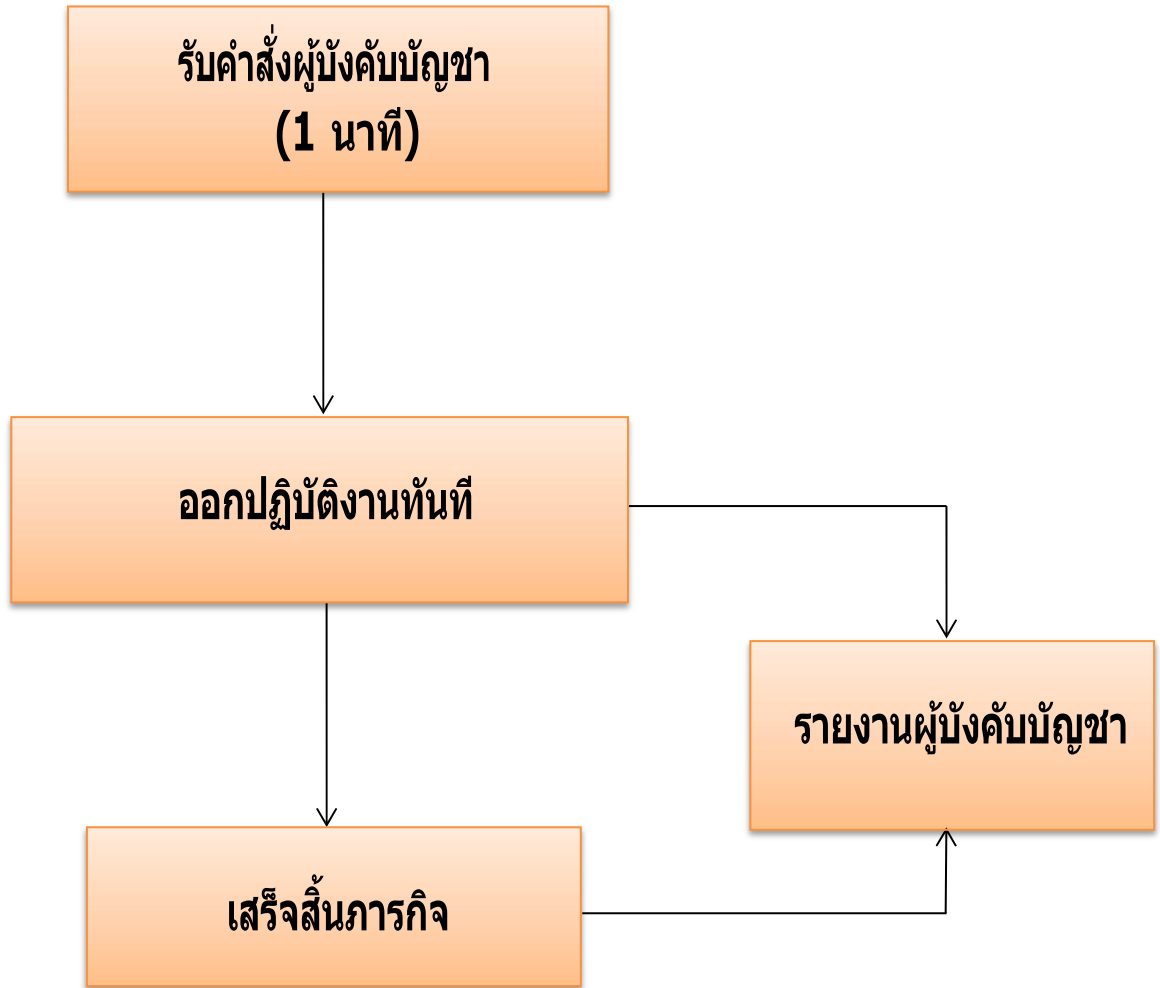 รับคำสั่งผู้บังคับบัญชา
(1 นาที)
ออกปฏิบัติงานทันที
รายงานผู้บังคับบัญชา
เสร็จสิ้นภารกิจ